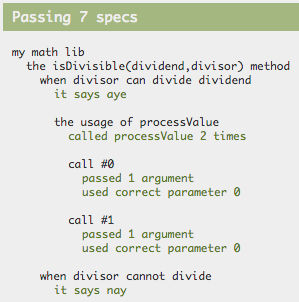 Passing 7 specs
my math lib
the isDivisible(dividend,divisor) method
when divisor can divide dividend
it says aye
the usage of processValue
called processValue 2 times
call #0
passed 1 argument
used correct parameter 0
call #1
passed 1 argument
used correct parameter 0
when divisor cannot divide
it says nay